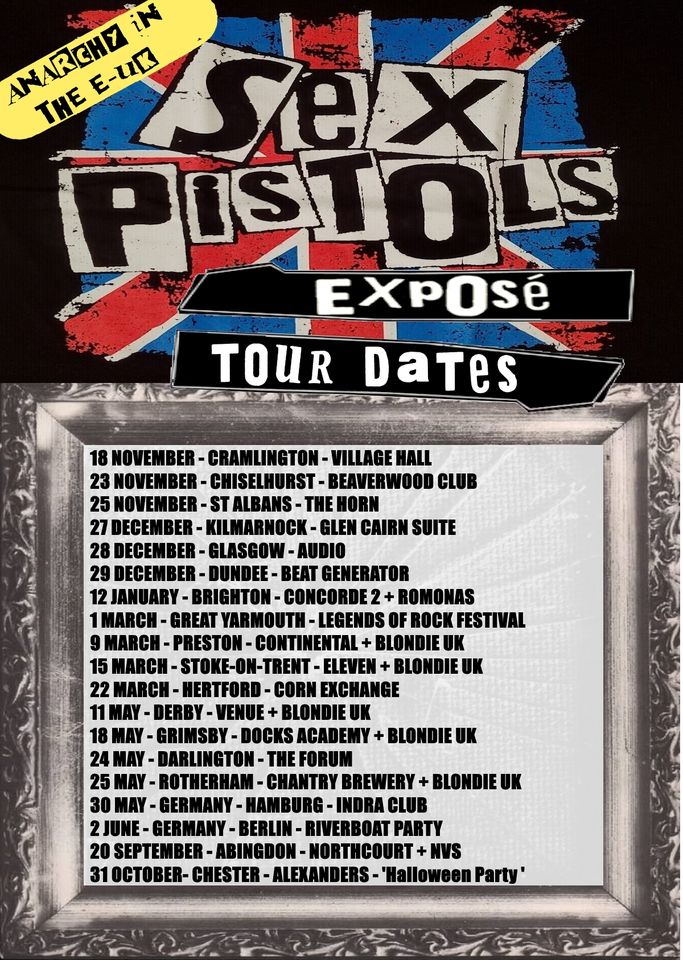 ANARCHY iN
THE E-UK
SeX
PiSTOLS
EXPOSé
TOUR DaTes
18 NOVEMBER - CRAMLINGTON - VILLAGE HALL
23 NOVEMBER - CHISELHURST - BEAVERWOOD CLUB
25 NOVEMBER - ST ALBANS - THE HORN
27 DECEMBER - KILMARNOCK - GLEN CAIRN SUITE
28 DECEMBER - GLASGOW - AUDIO
29 DECEMBER - DUNDEE - BEAT GENERATOR
12 JANUARY - BRIGHTON - CONCORDE 2 + ROMONAS
1 MARCH - GREAT YARMOUTH - LEGENDS OF ROCK FESTIVAL
9 MARCH - PRESTON - CONTINENTAL + BLONDIE UK
15 MARCH - STOKE-ON-TRENT - ELEVEN + BLONDIE UK
22 MARCH - HERTFORD - CORN EXCHANGE
11 MAY - DERBY - VENUE + BLONDIE UK
18 MAY - GRIMSBY - DOCKS ACADEMY + BLONDIE UK
24 MAY - DARLINGTON - THE FORUM
25 MAY - ROTHERHAM - CHANTRY BREWERY + BLONDIE UK
30 MAY - GERMANY - HAMBURG - INDRA CLUB
2 JUNE - GERMANY - BERLIN - RIVERBOAT PARTY
20 SEPTEMBER - ABINGDON - NORTHCOURT + NVS
31 OCTOBER- CHESTER - ALEXANDERS - 'Halloween Party '